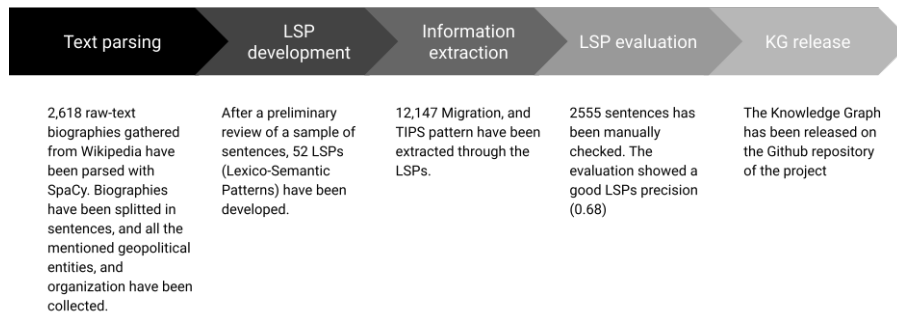 Text parsing
LSP
development
Information
extraction
LSP evaluation
KG release
2,618 raw-text
biographies gathered
from Wikipedia have
been parsed with
SpaCy. Biographies
have been splitted in
sentences, and all the
mentioned geopolitical
entities, and
organization have been
collected.
After a preliminary
review of a sample of
sentences, 52 LSPs
(Lexico-Semantic
Patterns) have been
developed.
12,147 Migration, and
TIPS pattern have been
extracted through the
LSPs.
2555 sentences has
been manually
checked. The
evaluation showed a
good LSPs precision
(0.68)
The Knowledge Graph
has been released on
the Github repository
of the project